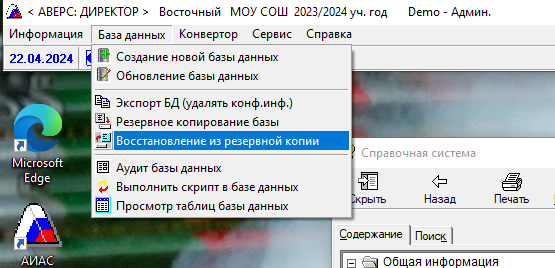 < АВЕРС: ДИРЕКТОР > Восточный МОУ СОШ 2023/2024 уч. год Demo - Админ.
Информация База данных Конвертор Сервис Справка
22.04.2024
Создание новой базы данных
Обновление базы данных
Экспорт БД (удалять конф.инф.)
Резервное копирование базы
Восстановление из резервной копии
Аудит базы данных
Выполнить скрипт в базе данных
Просмотр таблиц базы данных
Microsoft
Edge
АИАС
Справочная система
Скрыть Назад Печать
Содержание Поиск
Общая информация